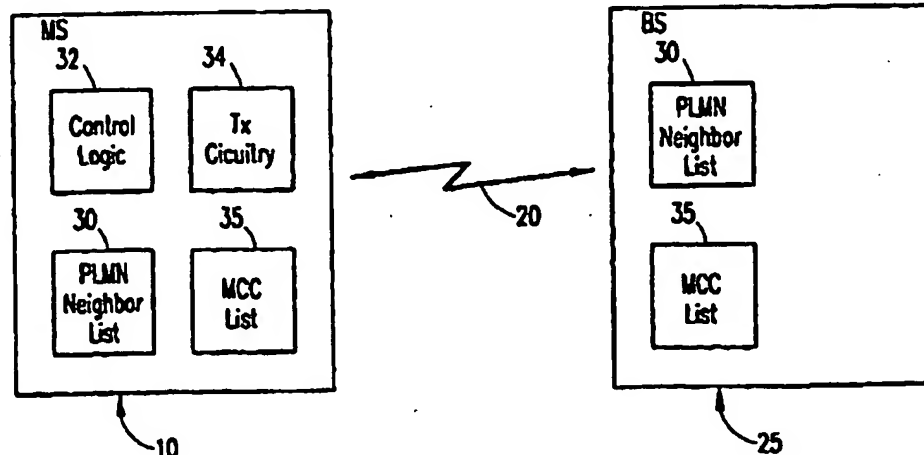 MS
32
34
Control
Logic
Tx
Cicuitry
30
35
PLMN
Neighbor
List
MCC
List
10
20
BS
30
PLMN
Neighbor
List
35
MCC
List
25